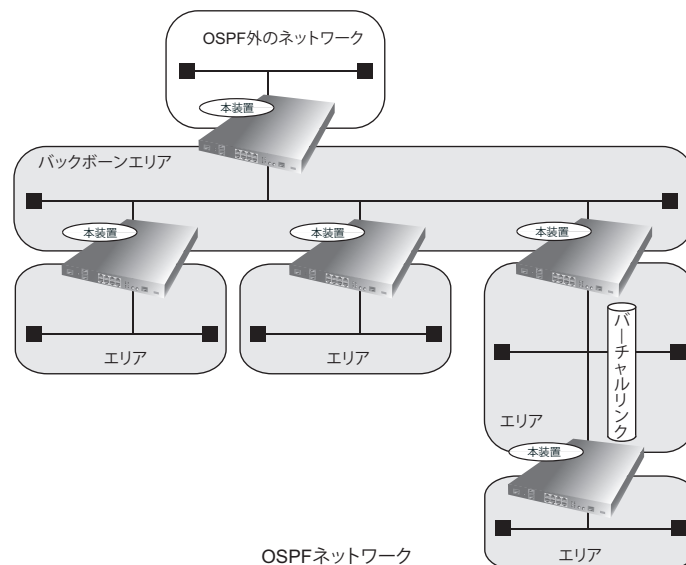 OSPF外のネットワーク
本装置
バックボーンエリア
本装置
本装置
本装置
エリア
エリア
バーチャルリンク
エリア
本装置
エリア
OSPFネットワーク